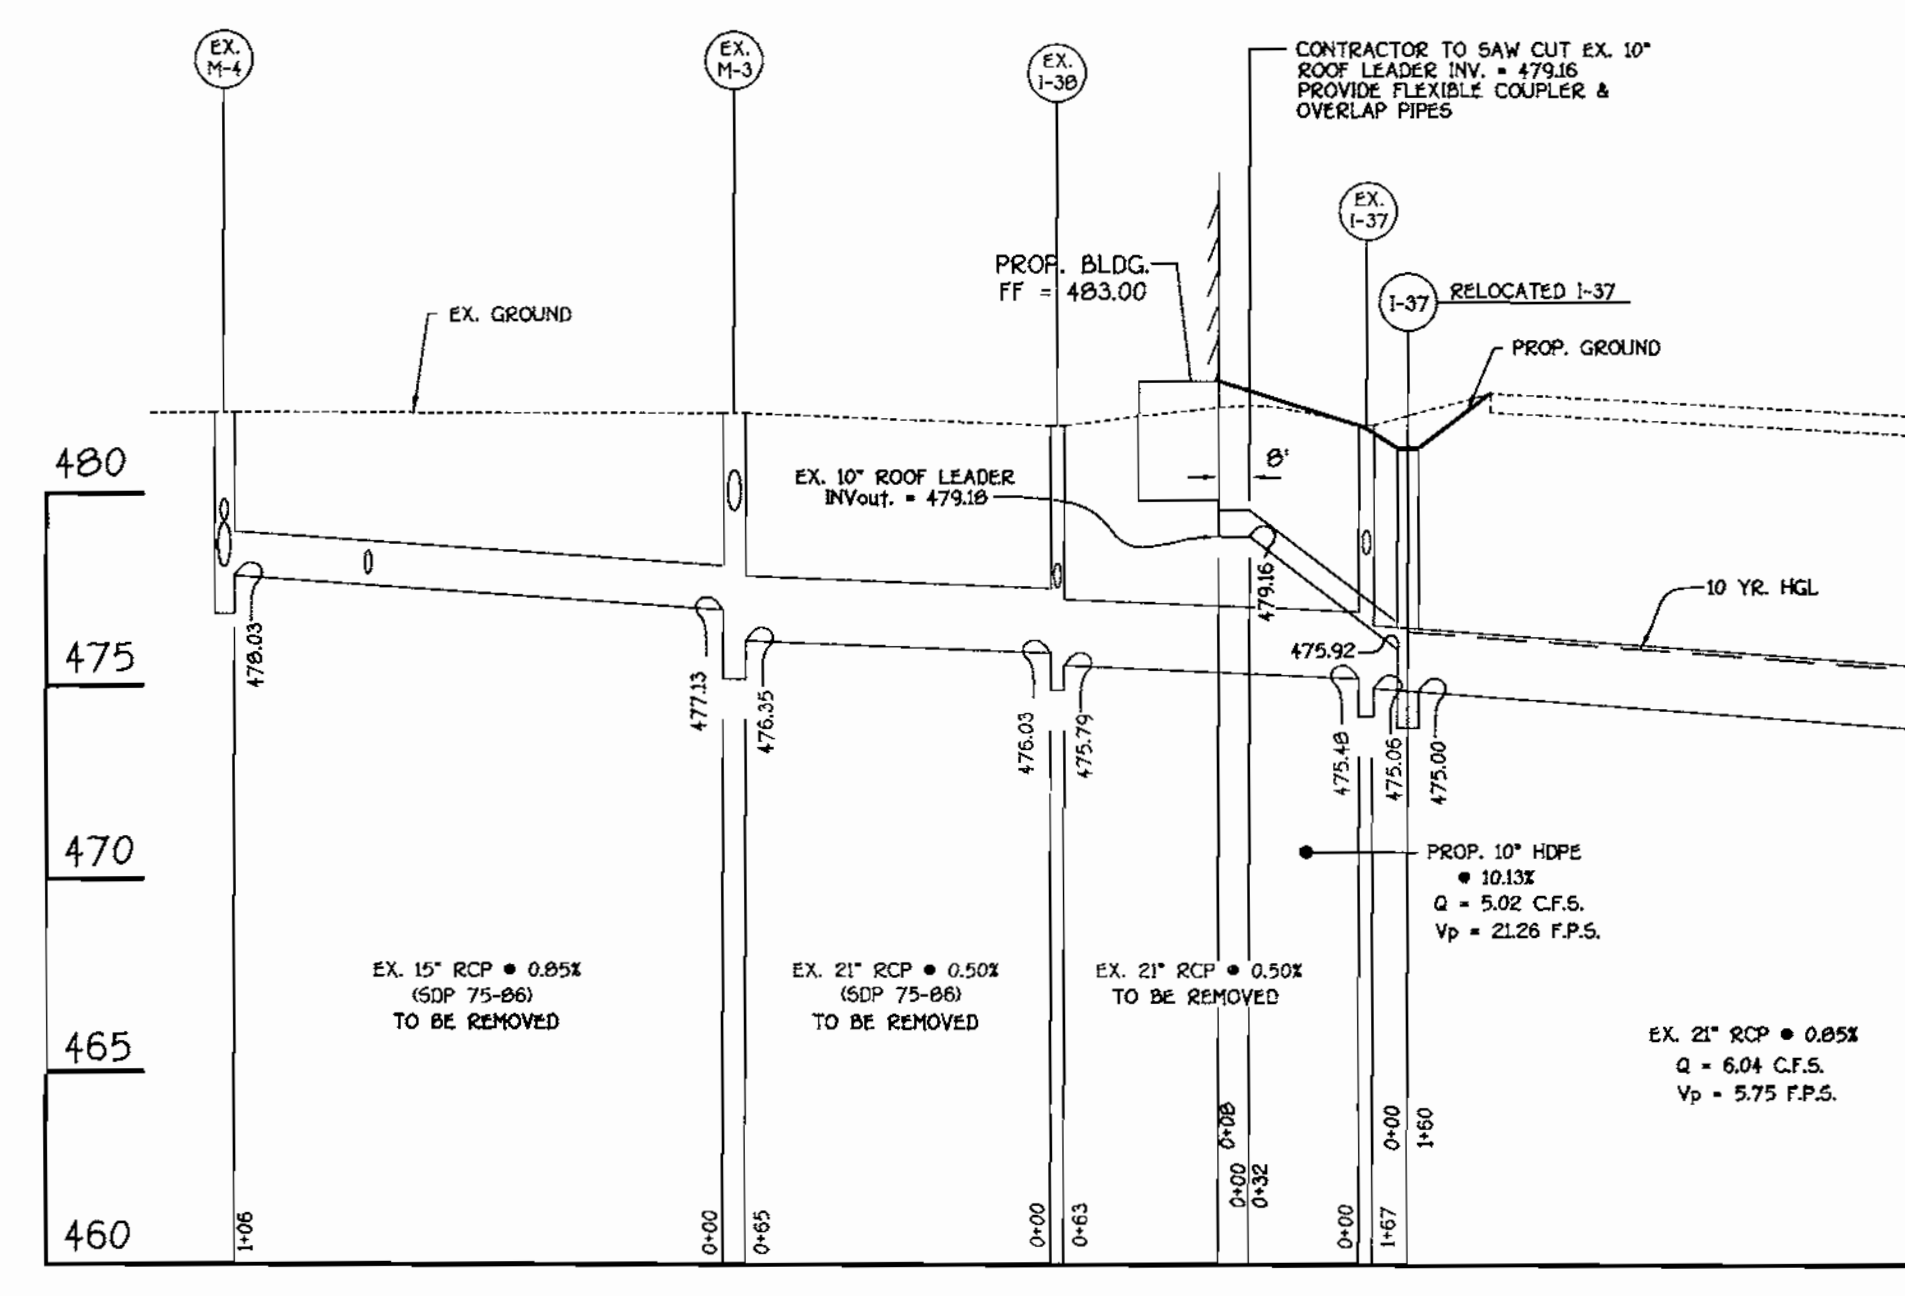 EX.
M-4
EX.
M-3
EX.
I-38
CONTRACTOR TO SAW CUT EX. 10"
ROOF LEADER INV. = 479.16
PROVIDE FLEXIBLE COUPLER &
OVERLAP PIPES
EX.
I-37
PROP. BLDG.
FF = 483.00
I-37
RELOCATED I-37
EX. GROUND
PROP. GROUND
480
EX. 10" ROOF LEADER
INVout. = 479.18
8'
479.16
10 YR. HGL
475
478.03
477.13
476.35
476.03
475.79
475.92
475.48
475.06
475.00
470
PROP. 10" HDPE
@ 10.13%
Q = 5.02 C.F.S.
Vp = 21.26 F.P.S.
EX. 15" RCP @ 0.85%
(SDP 75-86)
TO BE REMOVED
EX. 21" RCP @ 0.50%
(SDP 75-86)
TO BE REMOVED
EX. 21" RCP @ 0.50%
TO BE REMOVED
465
EX. 21" RCP @ 0.85%
Q = 6.04 C.F.S.
Vp = 5.75 F.P.S.
460
1+06
0+00
0+65
0+00
0+63
0+08
0+00
0+32
0+00
1+67
0+00
1+60